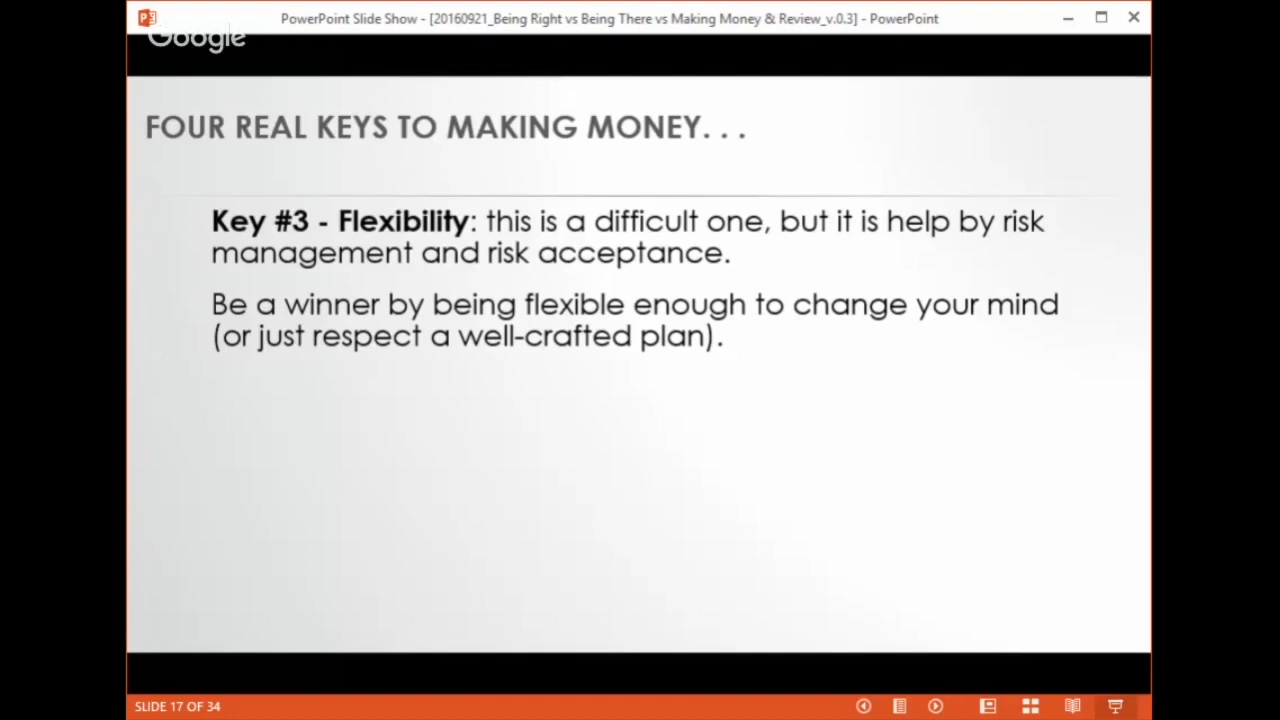 PowerPoint Slide Show - [20160921_Being Right vs Being There vs Making Money & Review_v.0.3] - PowerPoint
Google
FOUR REAL KEYS TO MAKING MONEY. . .
Key #3 - Flexibility: this is a difficult one, but it is help by risk
management and risk acceptance.
Be a winner by being flexible enough to change your mind
(or just respect a well-crafted plan).
SLIDE 17 OF 34